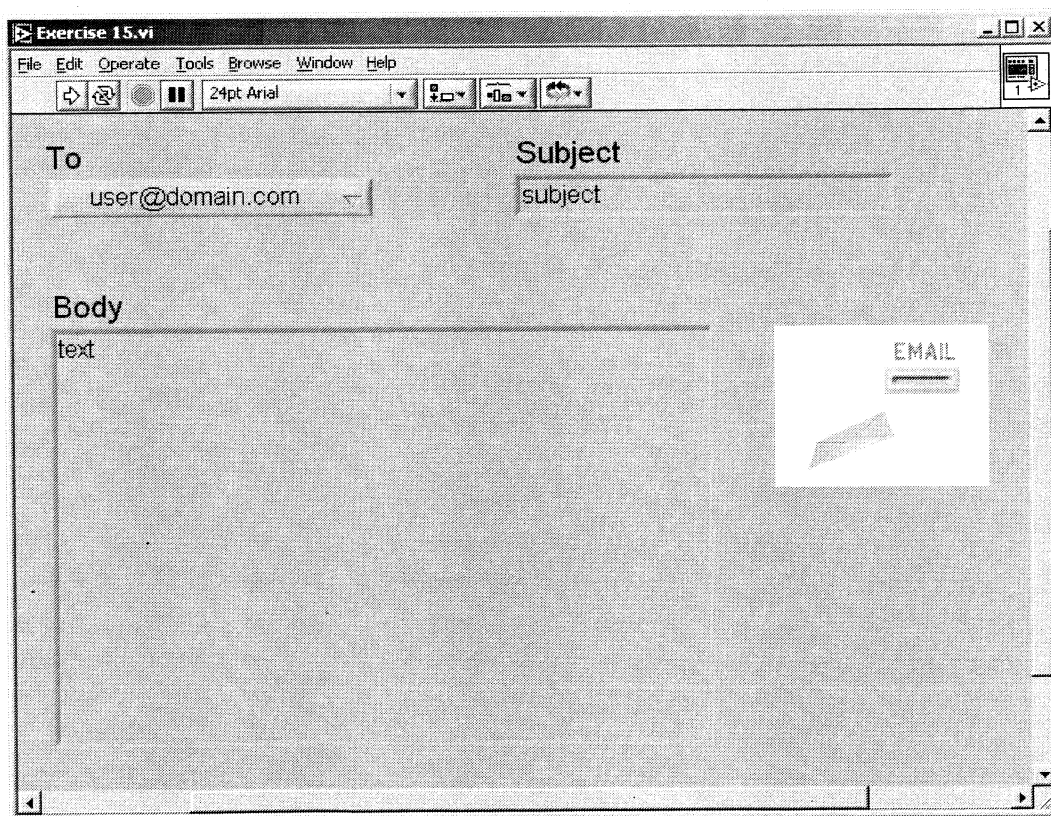 Exercise 15.vi
File Edit Operate Tools Browse Window Help
24pt Arial
1
To
user@domain.com
Subject
subject
Body
text
EMAIL